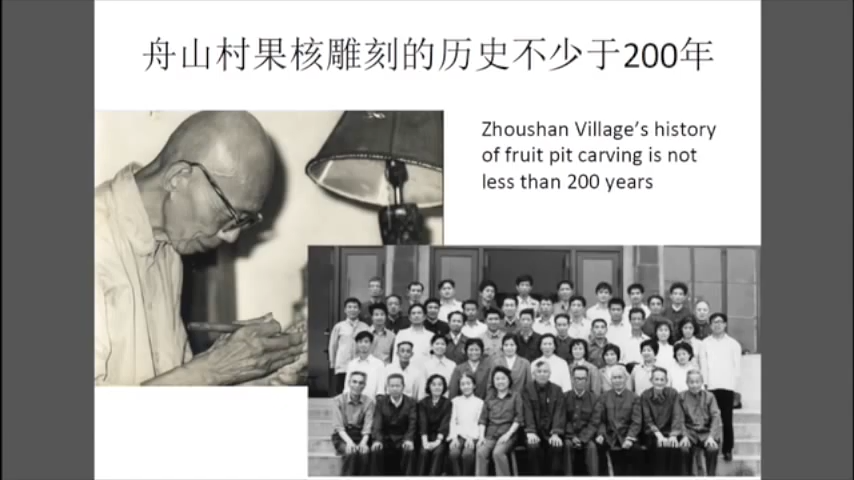 舟山村果核雕刻的历史不少于200年
Zhoushan Village’s history
of fruit pit carving is not
less than 200 years